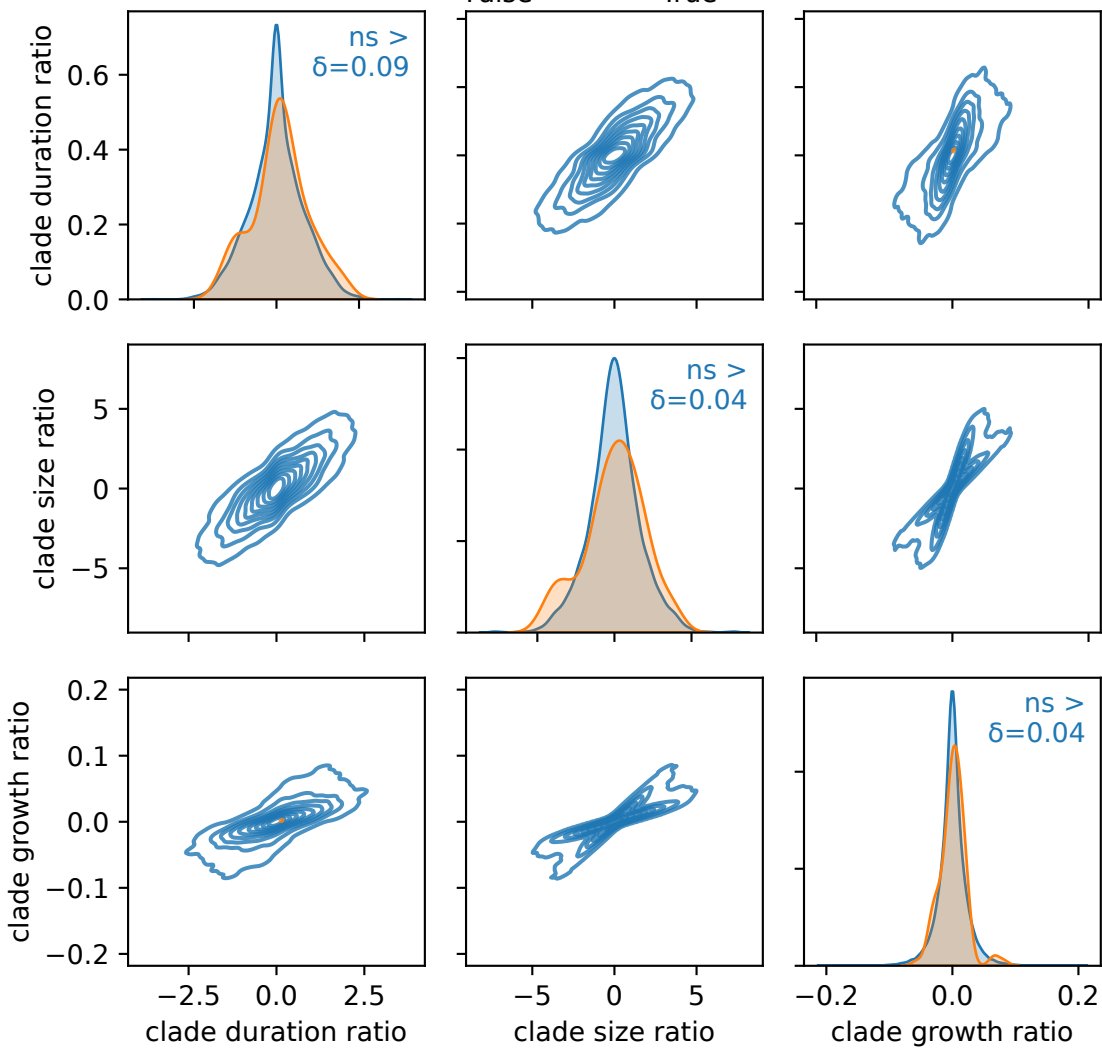 True
ns >
δ=0.09
clade duration ratio
0.6
0.4
0.2
0.0
ns >
δ=0.04
clade size ratio
5
0
−5
ns >
δ=0.04
clade growth ratio
0.2
0.1
0.0
−0.1
−0.2
−2.5 0.0 2.5
−5 0 5
−0.2 0.0 0.2
clade duration ratio
clade size ratio
clade growth ratio